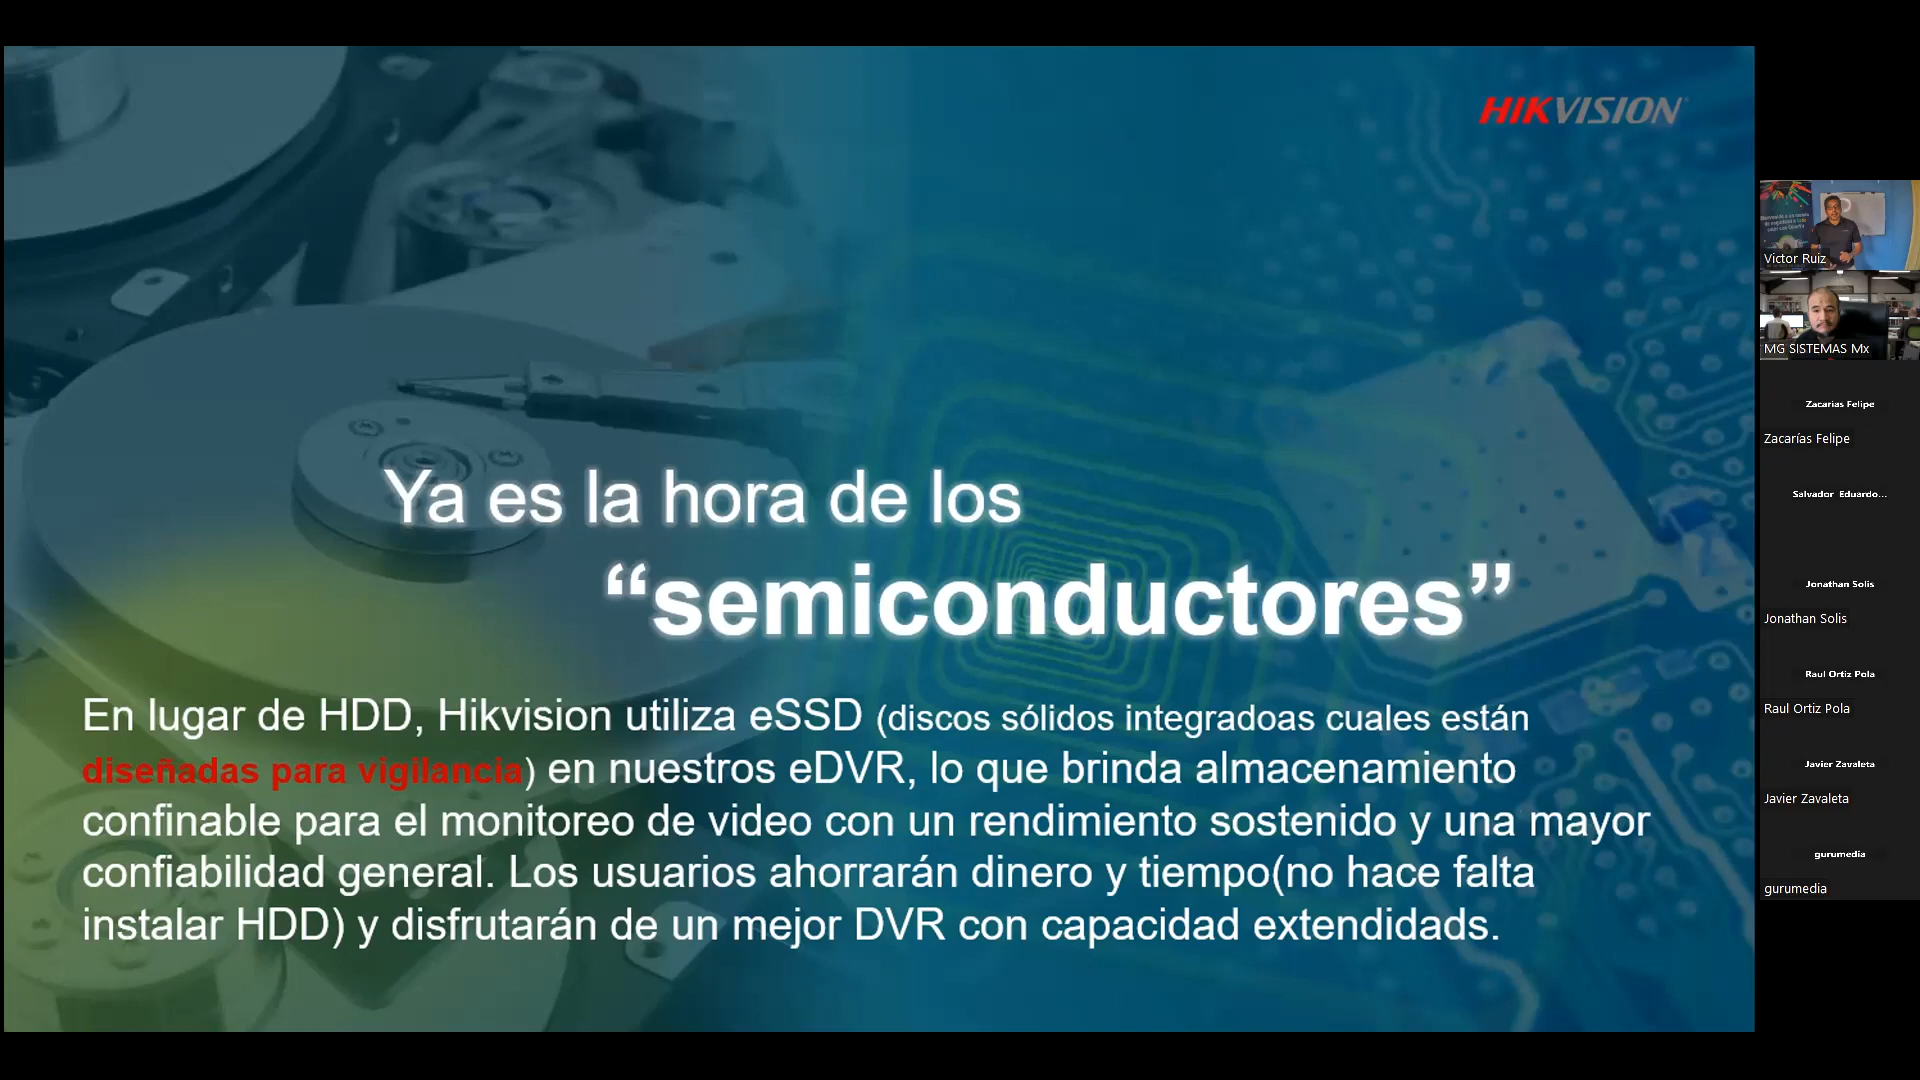 HIKVISION
Ya es la hora de los
“semiconductores”
En lugar de HDD, Hikvision utiliza eSSD (discos sólidos integradoas cuales están
diseñadas para vigilancia) en nuestros eDVR, lo que brinda almacenamiento
confinable para el monitoreo de video con un rendimiento sostenido y una mayor
confiabilidad general. Los usuarios ahorrarán dinero y tiempo(no hace falta
instalar HDD) y disfrutarán de un mejor DVR con capacidad extendidads.
Victor Ruiz
MG SISTEMAS Mx
Zacarias Felipe
Zacarías Felipe
Salvador Eduardo...
Jonathan Solis
Jonathan Solis
Raul Ortiz Pola
Raul Ortiz Pola
Javier Zavaleta
Javier Zavaleta
gurumedia
gurumedia